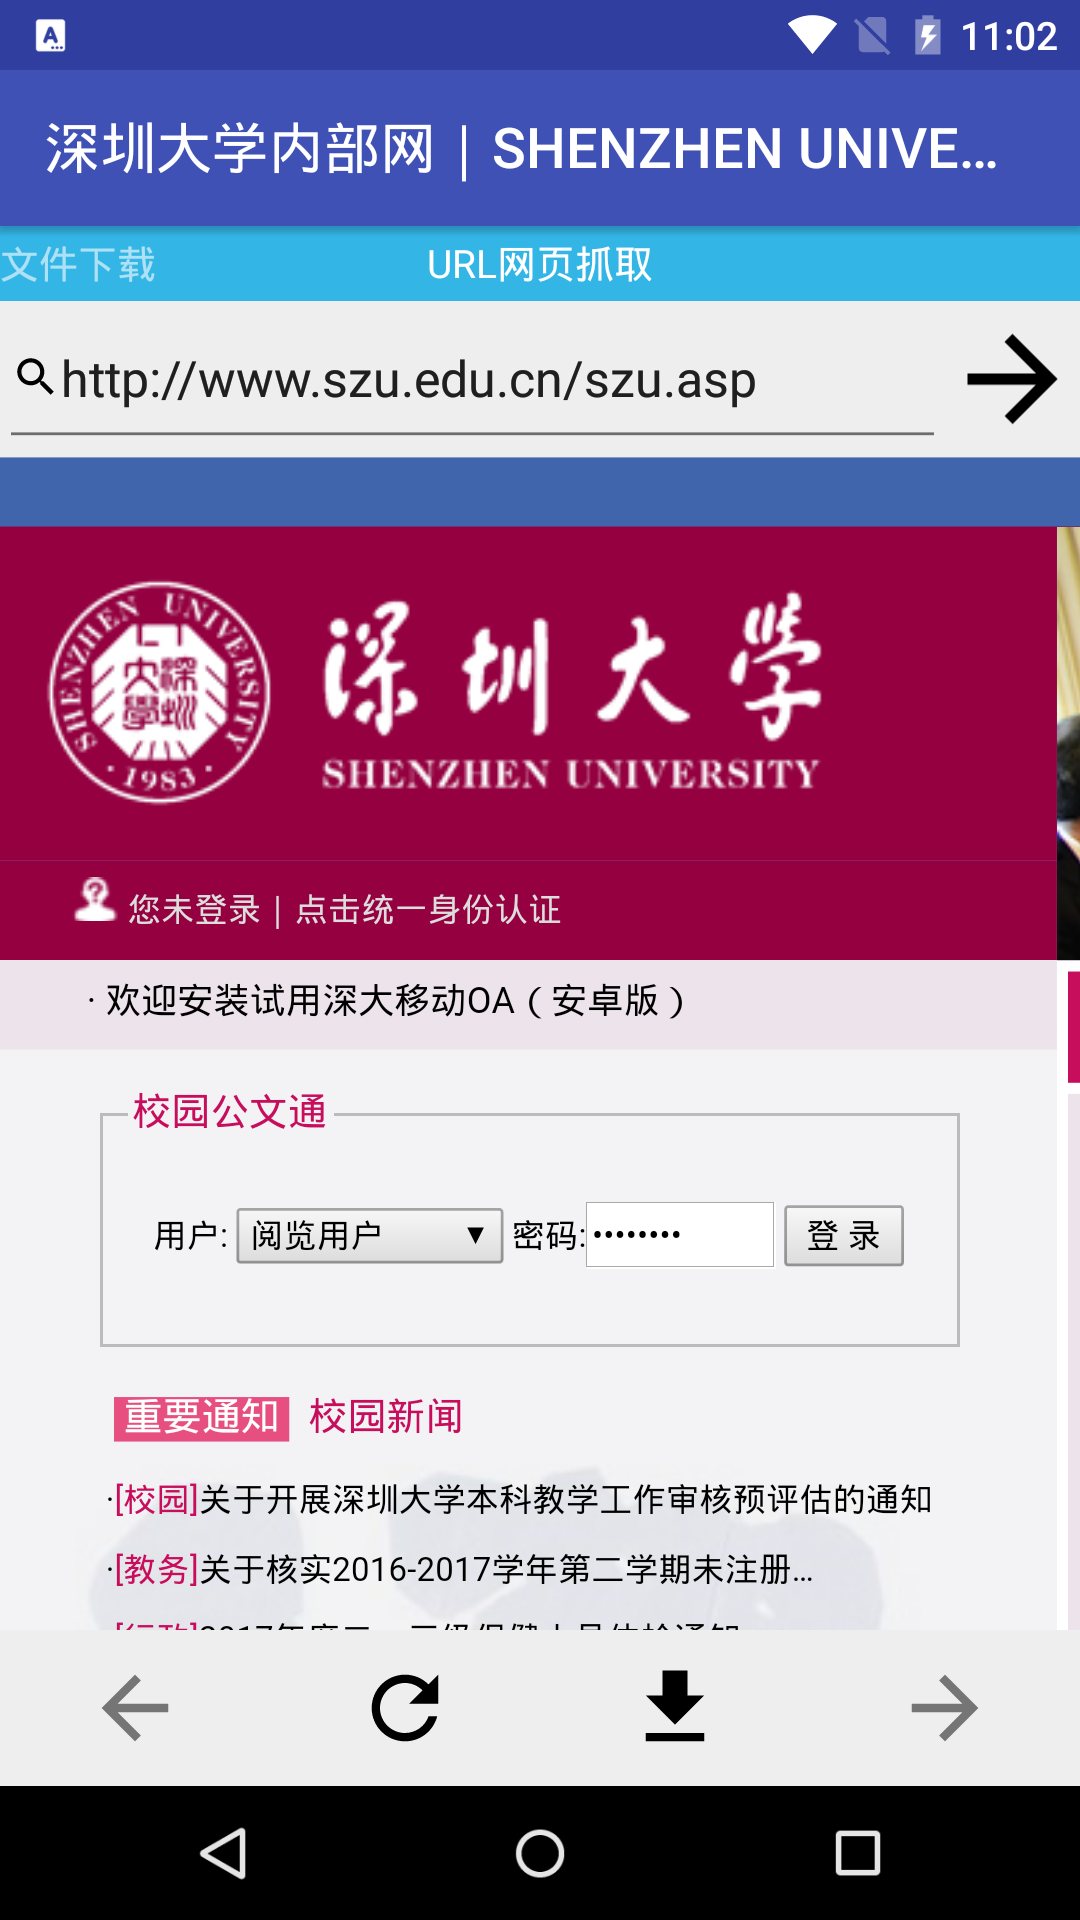 11:02
深圳大学内部网 | SHENZHEN UNIVE...
文件下载 URL网页抓取
http://www.szu.edu.cn/szu.asp
SHENZHEN UNIVERSITY
深圳大學
· 1983 ·
深圳大學
SHENZHEN UNIVERSITY
您未登录 | 点击统一身份认证
· 欢迎安装试用深大移动OA（安卓版）
校园公文通
用户: 阅览用户 ▼ 密码: •••••••• 登 录
重要通知 校园新闻
·[校园]关于开展深圳大学本科教学工作审核预评估的通知
·[教务]关于核实2016-2017学年第二学期未注册...